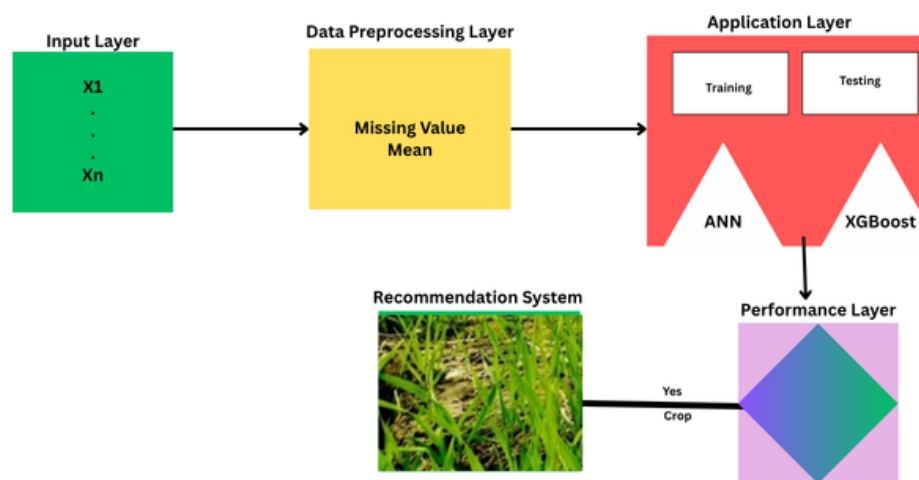 Input Layer
X1
.
.
.
Xn
Data Preprocessing Layer
Missing Value
Mean
Application Layer
Training
Testing
ANN
XGBoost
Performance Layer
Yes
Crop
Recommendation System